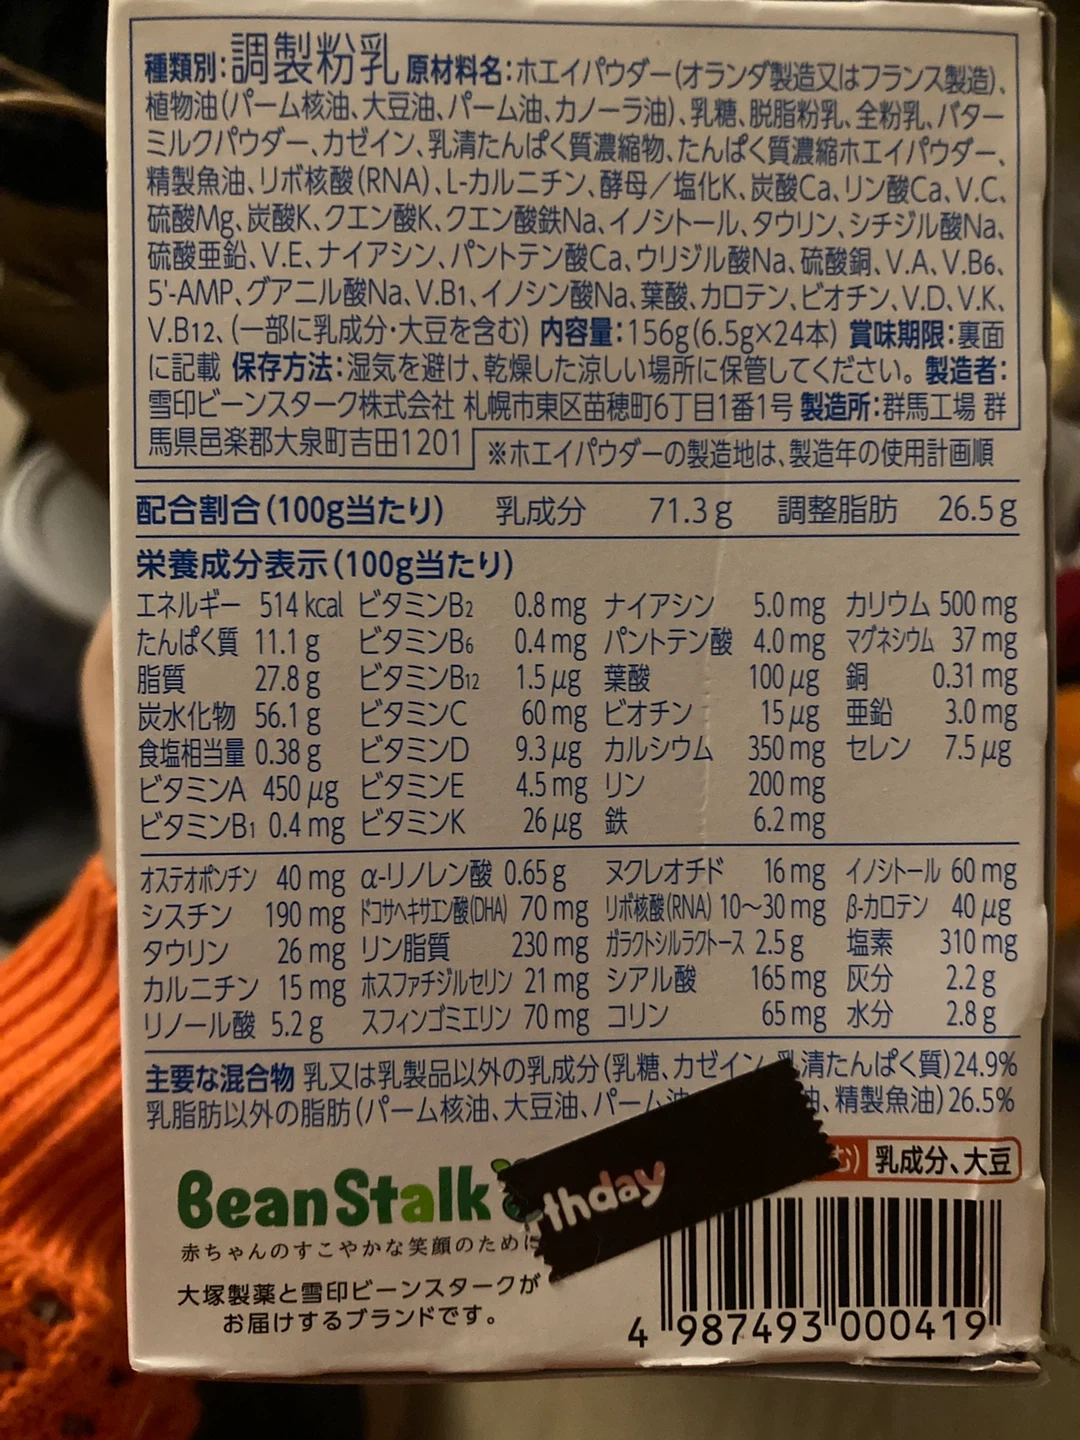 種類別:調製粉乳 原材料名:ホエイパウダー(オランダ製造又はフランス製造)、
植物油(パーム核油、大豆油、パーム油、カノーラ油)、乳糖、脱脂粉乳、全粉乳、バター
ミルクパウダー、カゼイン、乳清たんぱく質濃縮物、たんぱく質濃縮ホエイパウダー、
精製魚油、リボ核酸(RNA)、L-カルニチン、酵母/塩化K、炭酸Ca、リン酸Ca、V.C、
硫酸Mg、炭酸K、クエン酸K、クエン酸鉄Na、イノシトール、タウリン、シチジル酸Na、
硫酸亜鉛、V.E、ナイアシン、パントテン酸Ca、ウリジル酸Na、硫酸銅、V.A、V.B6、
5'-AMP、グアニル酸Na、V.B1、イノシン酸Na、葉酸、カロテン、ビオチン、V.D、V.K、
V.B12、(一部に乳成分・大豆を含む) 内容量:156g(6.5g×24本) 賞味期限:裏面
に記載 保存方法:湿気を避け、乾燥した涼しい場所に保管してください。 製造者:
雪印ビーンスターク株式会社 札幌市東区苗穂町6丁目1番1号 製造所:群馬工場 群
馬県邑楽郡大泉町吉田1201
※ホエイパウダーの製造地は、製造年の使用計画順
配合割合(100g当たり) 乳成分 71.3g 調整脂肪 26.5g
栄養成分表示(100g当たり)
エネルギー 514kcal ビタミンB2 0.8mg ナイアシン 5.0mg カリウム 500mg
たんぱく質 11.1g ビタミンB6 0.4mg パントテン酸 4.0mg マグネシウム 37mg
脂質 27.8g ビタミンB12 1.5μg 葉酸 100μg 銅 0.31mg
炭水化物 56.1g ビタミンC 60mg ビオチン 15μg 亜鉛 3.0mg
食塩相当量 0.38g ビタミンD 9.3μg カルシウム 350mg セレン 7.5μg
ビタミンA 450μg ビタミンE 4.5mg リン 200mg
ビタミンB1 0.4mg ビタミンK 26μg 鉄 6.2mg
オステオポンチン 40mg α-リノレン酸 0.65g ヌクレオチド 16mg イノシトール 60mg
シスチン 190mg ドコサヘキサエン酸(DHA) 70mg リボ核酸(RNA) 10〜30mg β-カロテン 40μg
タウリン 26mg リン脂質 230mg ガラクトシルラクトース 2.5g 塩素 310mg
カルニチン 15mg ホスファチジルセリン 21mg シアル酸 165mg 灰分 2.2g
リノール酸 5.2g スフィンゴミエリン 70mg コリン 65mg 水分 2.8g
主要な混合物 乳又は乳製品以外の乳成分(乳糖、カゼイン、乳清たんぱく質)24.9%
乳脂肪以外の脂肪(パーム核油、大豆油、パーム油 油、精製魚油)26.5%
む) 乳成分、大豆
BeanStalk
rthday
赤ちゃんのすこやかな笑顔のために
大塚製薬と雪印ビーンスタークが
お届けするブランドです。
4 987493 000419